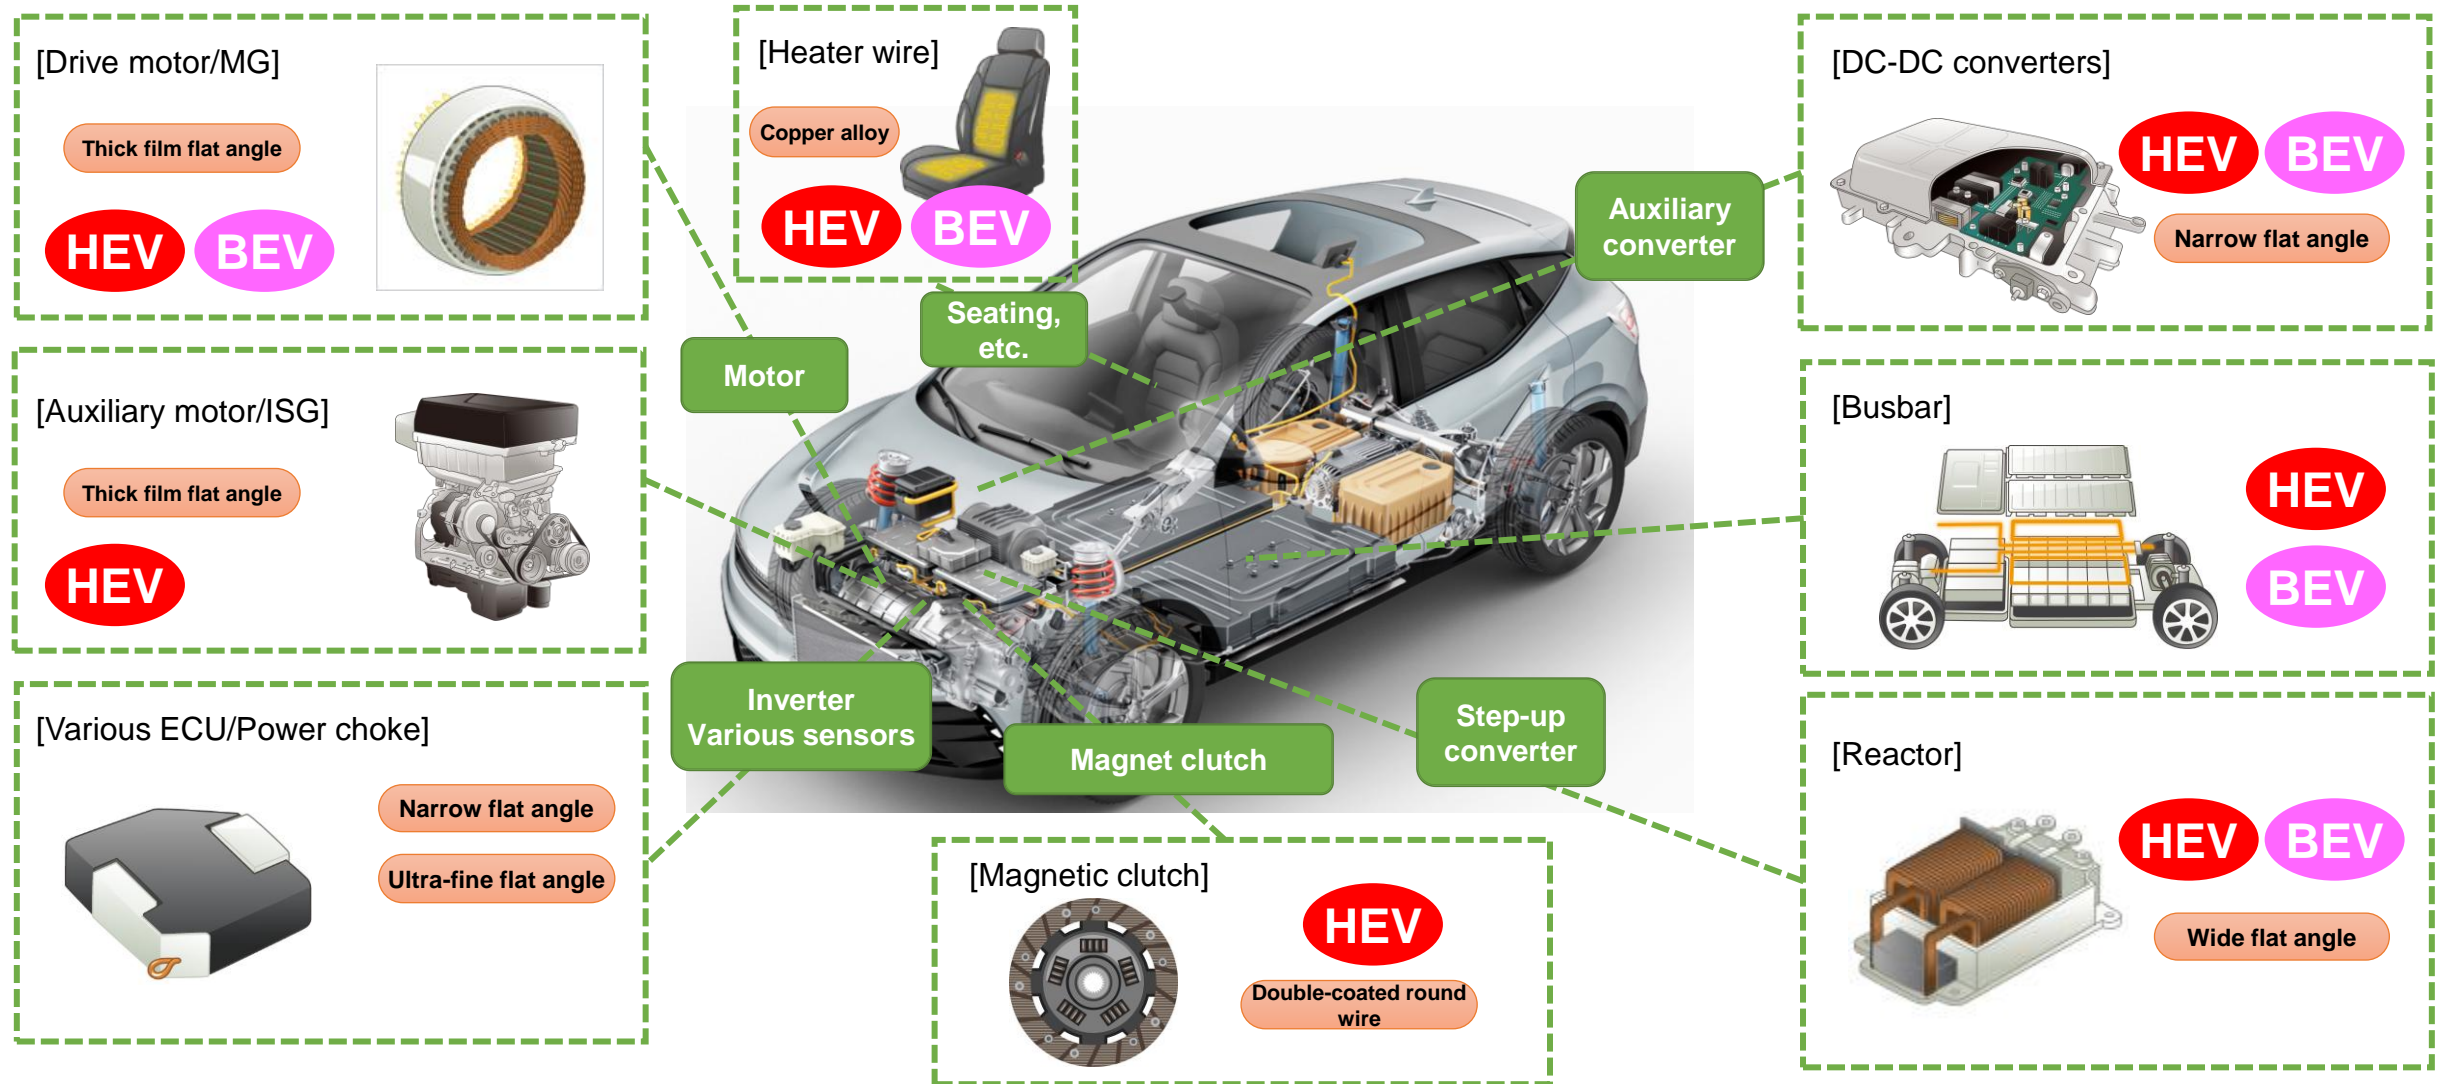 [Drive motor/MG]
Thick film flat angle
HEV
BEV
[Heater wire]
Copper alloy
HEV
BEV
[DC-DC converters]
HEV
BEV
Narrow flat angle
Auxiliary
converter
Seating,
etc.
Motor
[Auxiliary motor/ISG]
Thick film flat angle
HEV
[Busbar]
HEV
BEV
[Various ECU/Power choke]
Narrow flat angle
Ultra-fine flat angle
Inverter
Various sensors
Magnet clutch
Step-up
converter
[Magnetic clutch]
HEV
Double-coated round
wire
[Reactor]
HEV
BEV
Wide flat angle